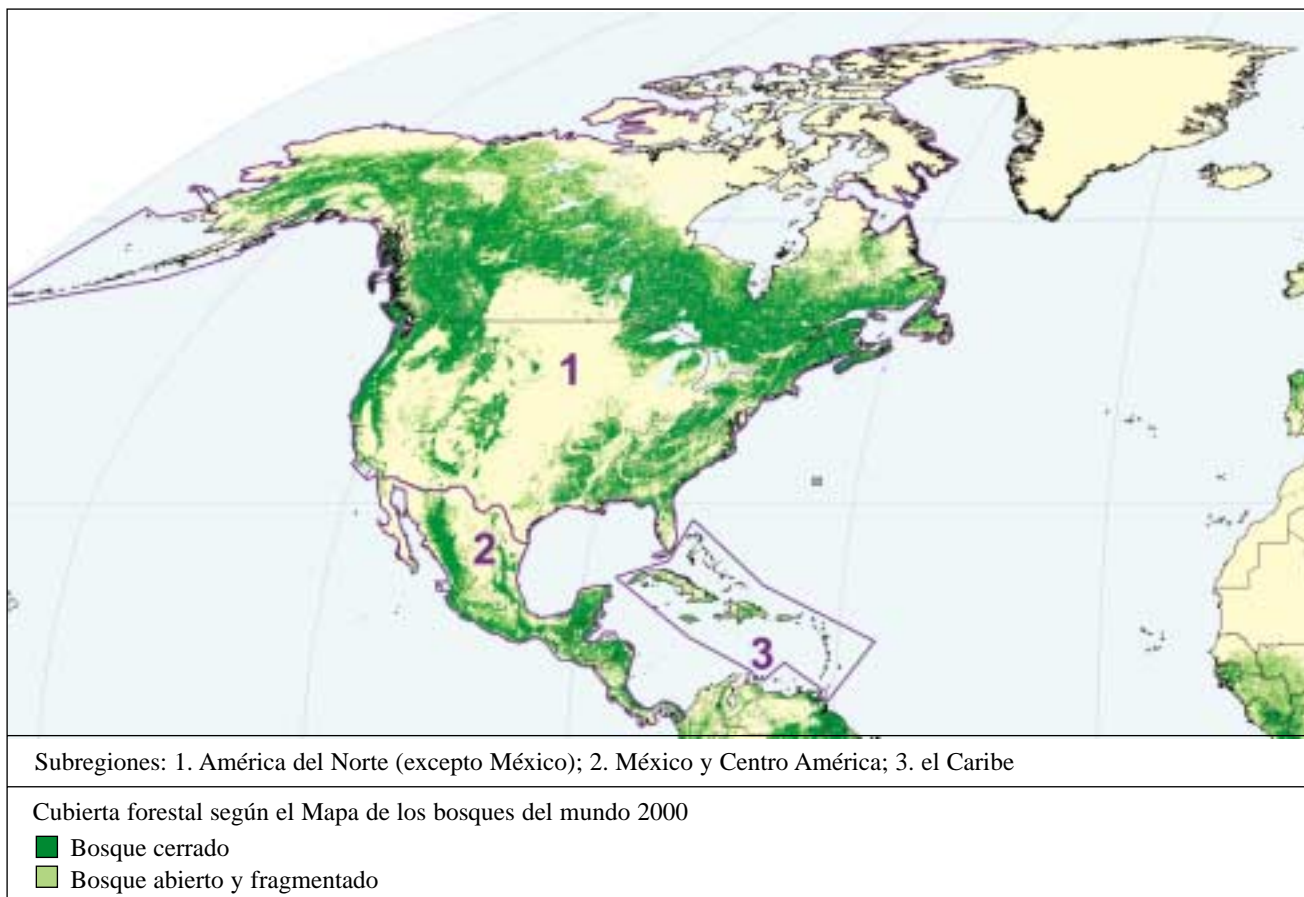 1
2
3
Subregiones: 1. América del Norte (excepto México); 2. México y Centro América; 3. el Caribe
Cubierta forestal según el Mapa de los bosques del mundo 2000
Bosque cerrado
Bosque abierto y fragmentado